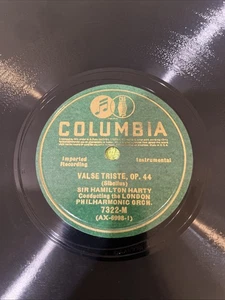 COLUMBIA
Imported Instrumental
Recording
VALSE TRISTE, OP. 44
(Sibelius)
SIR HAMILTON HARTY
Conducting the LONDON
PHILHARMONIC ORCH.
7322-M